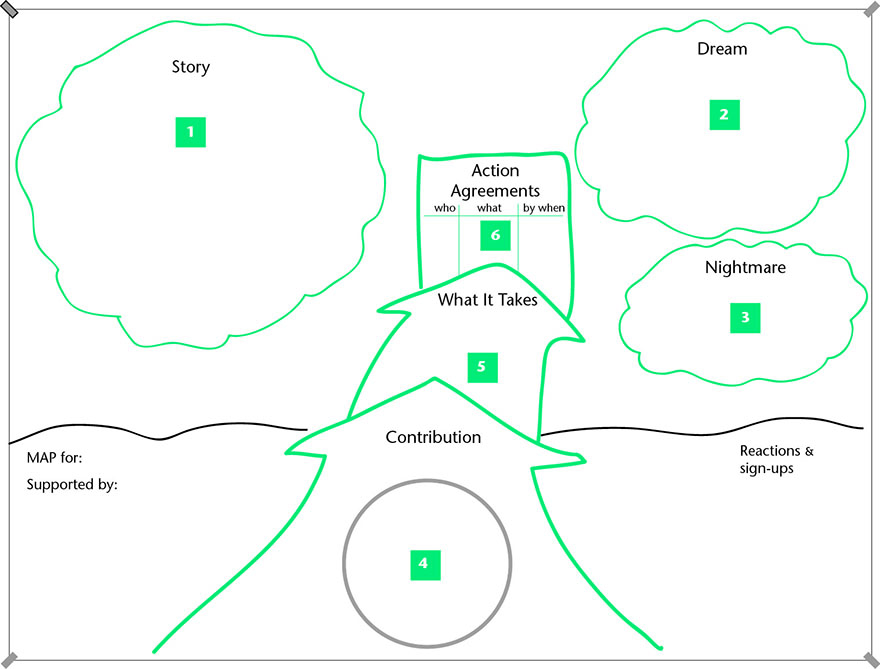 Story
1
Dream
2
Action
Agreements
who what by when
6
Nightmare
3
What It Takes
5
Contribution
4
MAP for:
Supported by:
Reactions &
sign-ups